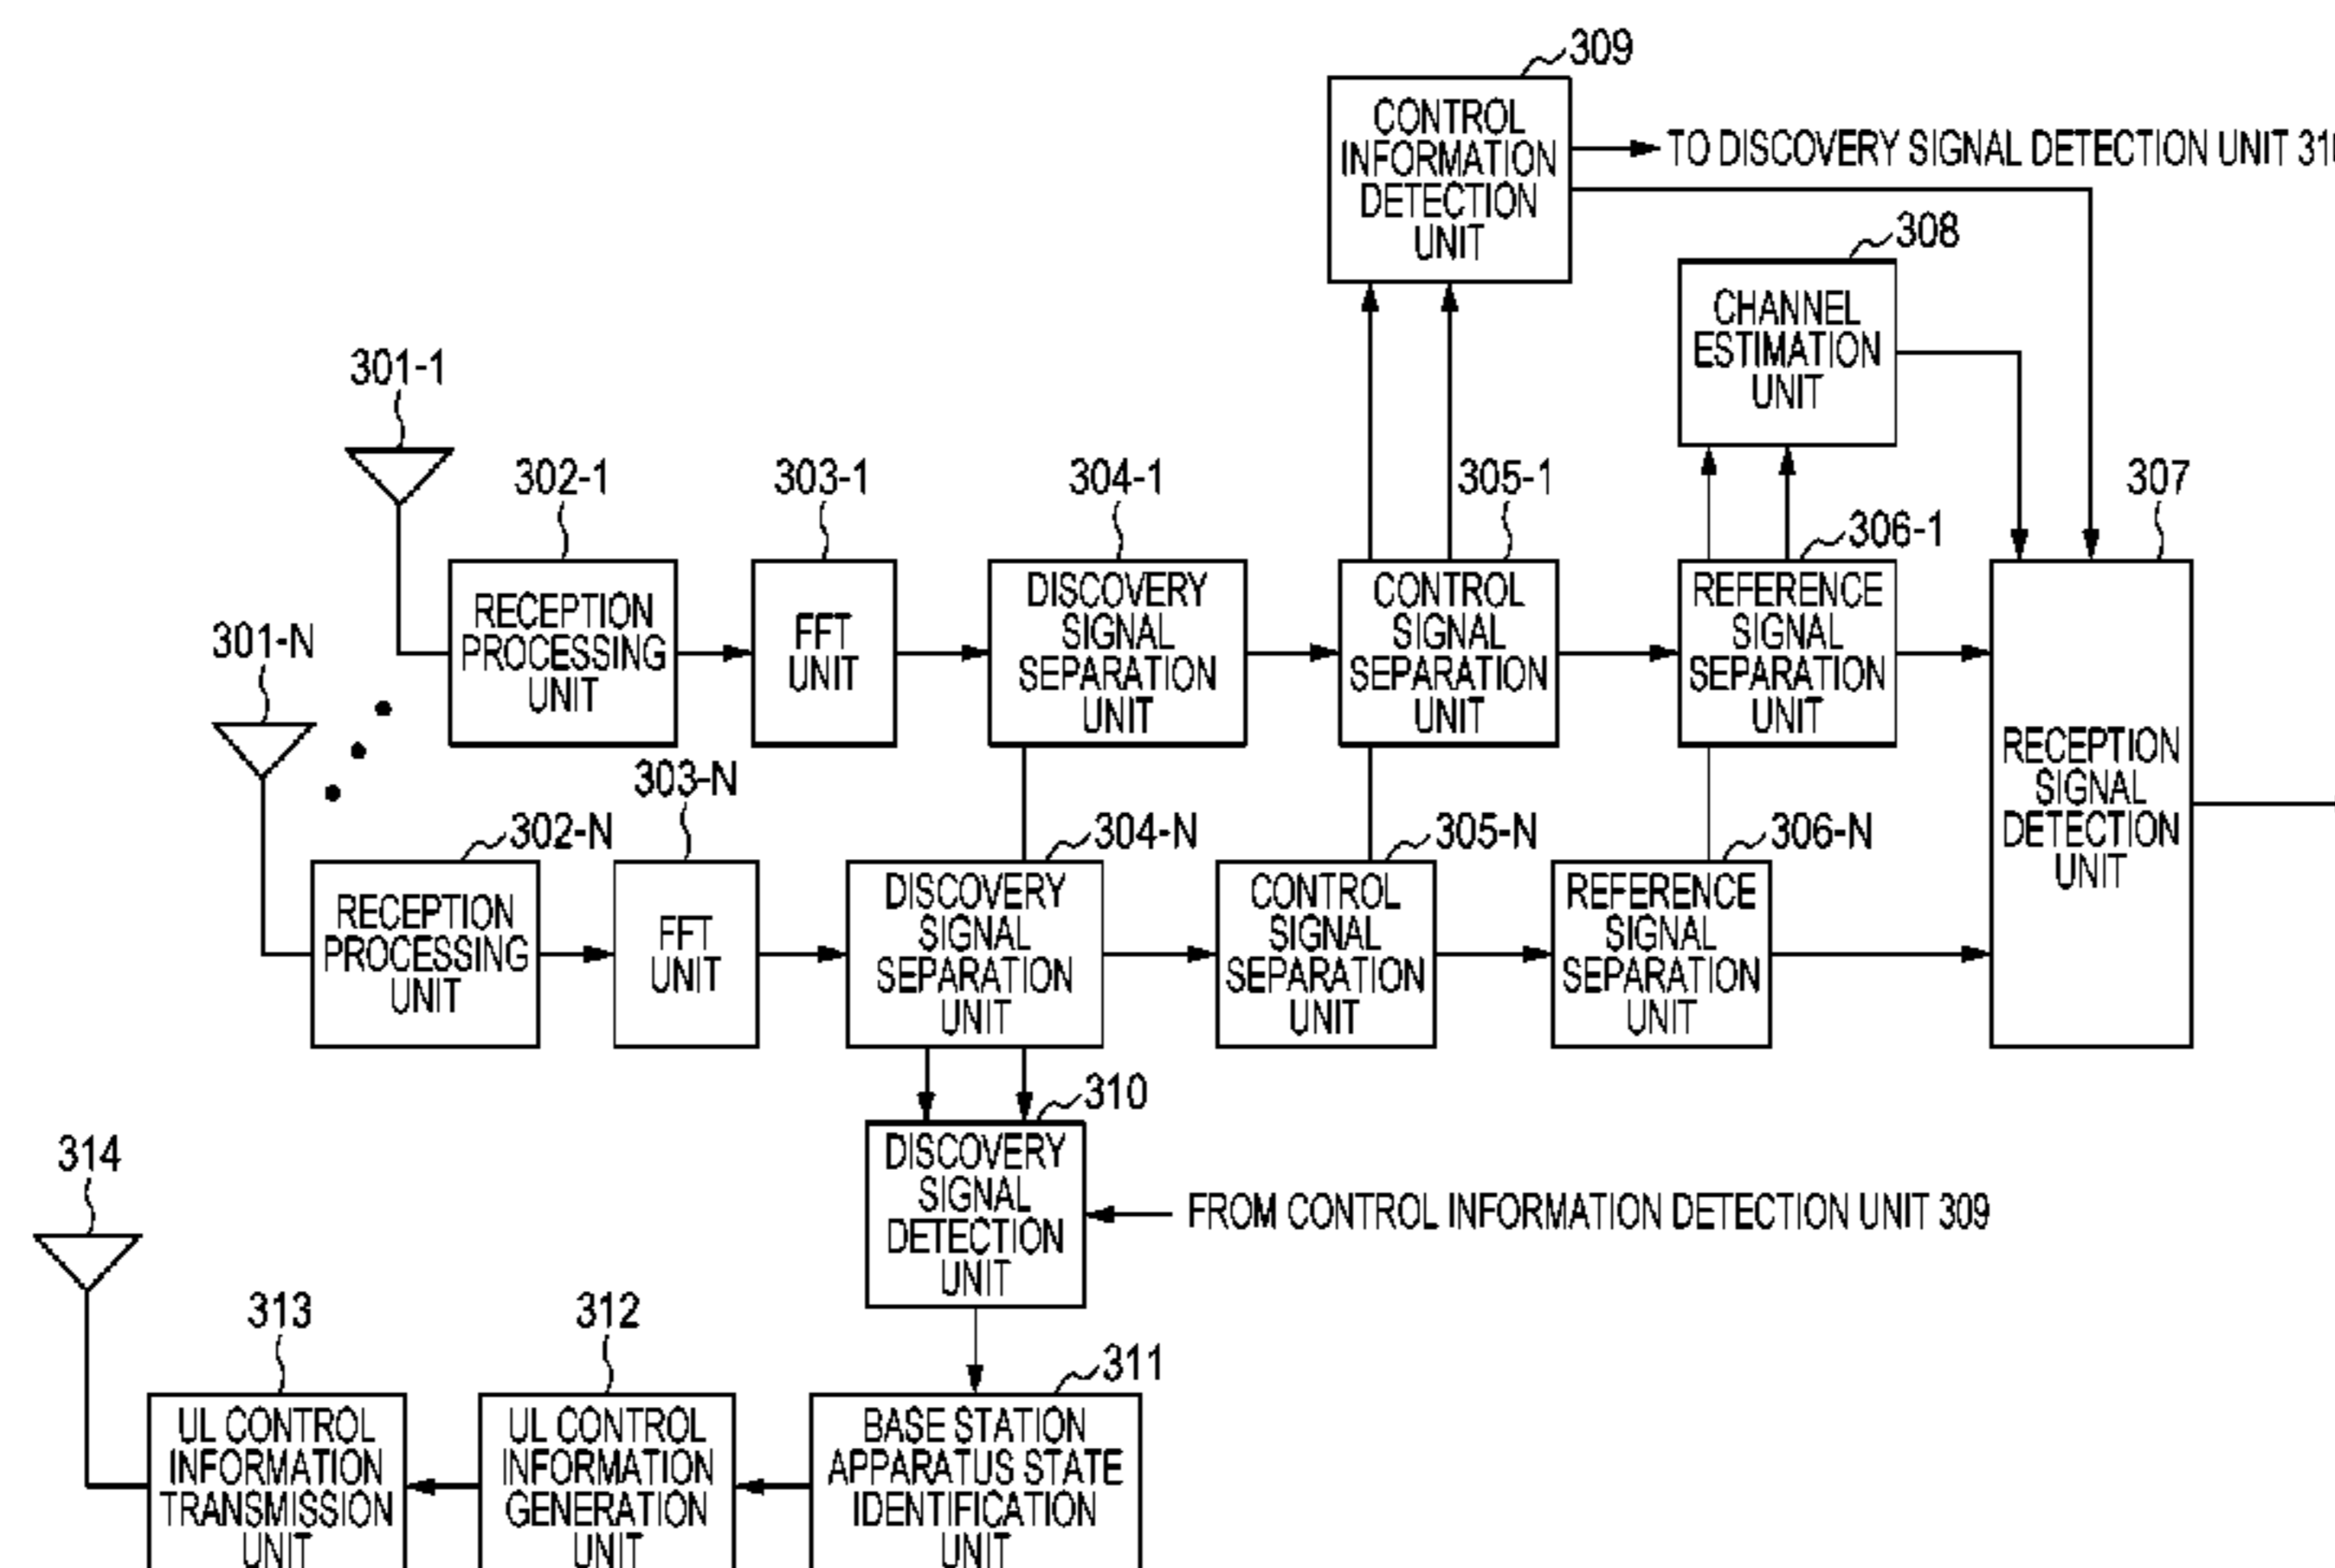 309
CONTROL
INFORMATION
DETECTION
UNIT
TO DISCOVERY SIGNAL DETECTION UNIT 310
308
CHANNEL
ESTIMATION
UNIT
301-1
302-1
303-1
304-1
305-1
306-1
307
RECEPTION
PROCESSING
UNIT
FFT
UNIT
DISCOVERY
SIGNAL
SEPARATION
UNIT
CONTROL
SIGNAL
SEPARATION
UNIT
REFERENCE
SIGNAL
SEPARATION
UNIT
RECEPTION
SIGNAL
DETECTION
UNIT
301-N
302-N
303-N
304-N
305-N
306-N
RECEPTION
PROCESSING
UNIT
FFT
UNIT
DISCOVERY
SIGNAL
SEPARATION
UNIT
CONTROL
SIGNAL
SEPARATION
UNIT
REFERENCE
SIGNAL
SEPARATION
UNIT
310
DISCOVERY
SIGNAL
DETECTION
UNIT
FROM CONTROL INFORMATION DETECTION UNIT 309
314
313
312
311
UL CONTROL
INFORMATION
TRANSMISSION
UNIT
UL CONTROL
INFORMATION
GENERATION
UNIT
BASE STATION
APPARATUS STATE
IDENTIFICATION
UNIT